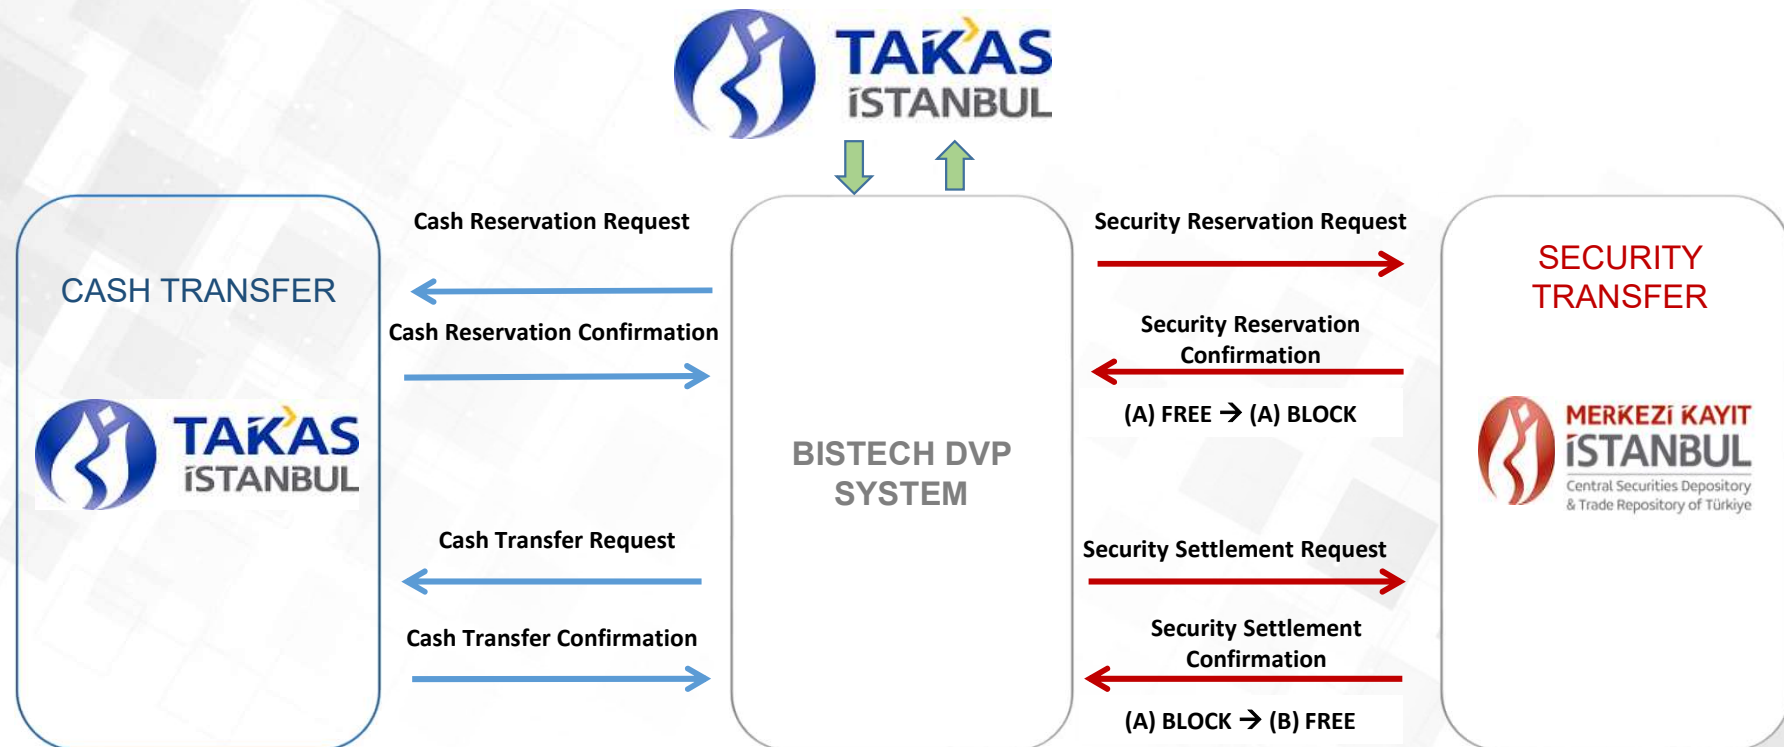 TAKAS
İSTANBUL
Cash Reservation Request
Security Reservation Request
CASH TRANSFER
SECURITY
TRANSFER
Cash Reservation Confirmation
Security Reservation
Confirmation
(A) FREE → (A) BLOCK
TAKAS
İSTANBUL
BISTECH DVP
SYSTEM
MERKEZİ KAYIT
İSTANBUL
Central Securities Depository
& Trade Repository of Türkiye
Cash Transfer Request
Security Settlement Request
Cash Transfer Confirmation
Security Settlement
Confirmation
(A) BLOCK → (B) FREE